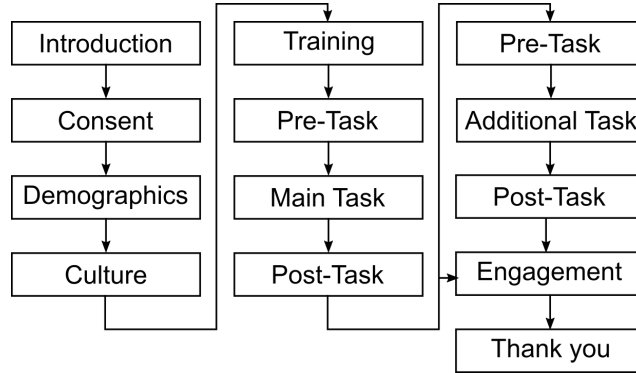 Introduction
Consent
Demographics
Culture
Training
Pre-Task
Main Task
Post-Task
Pre-Task
Additional Task
Post-Task
Engagement
Thank you